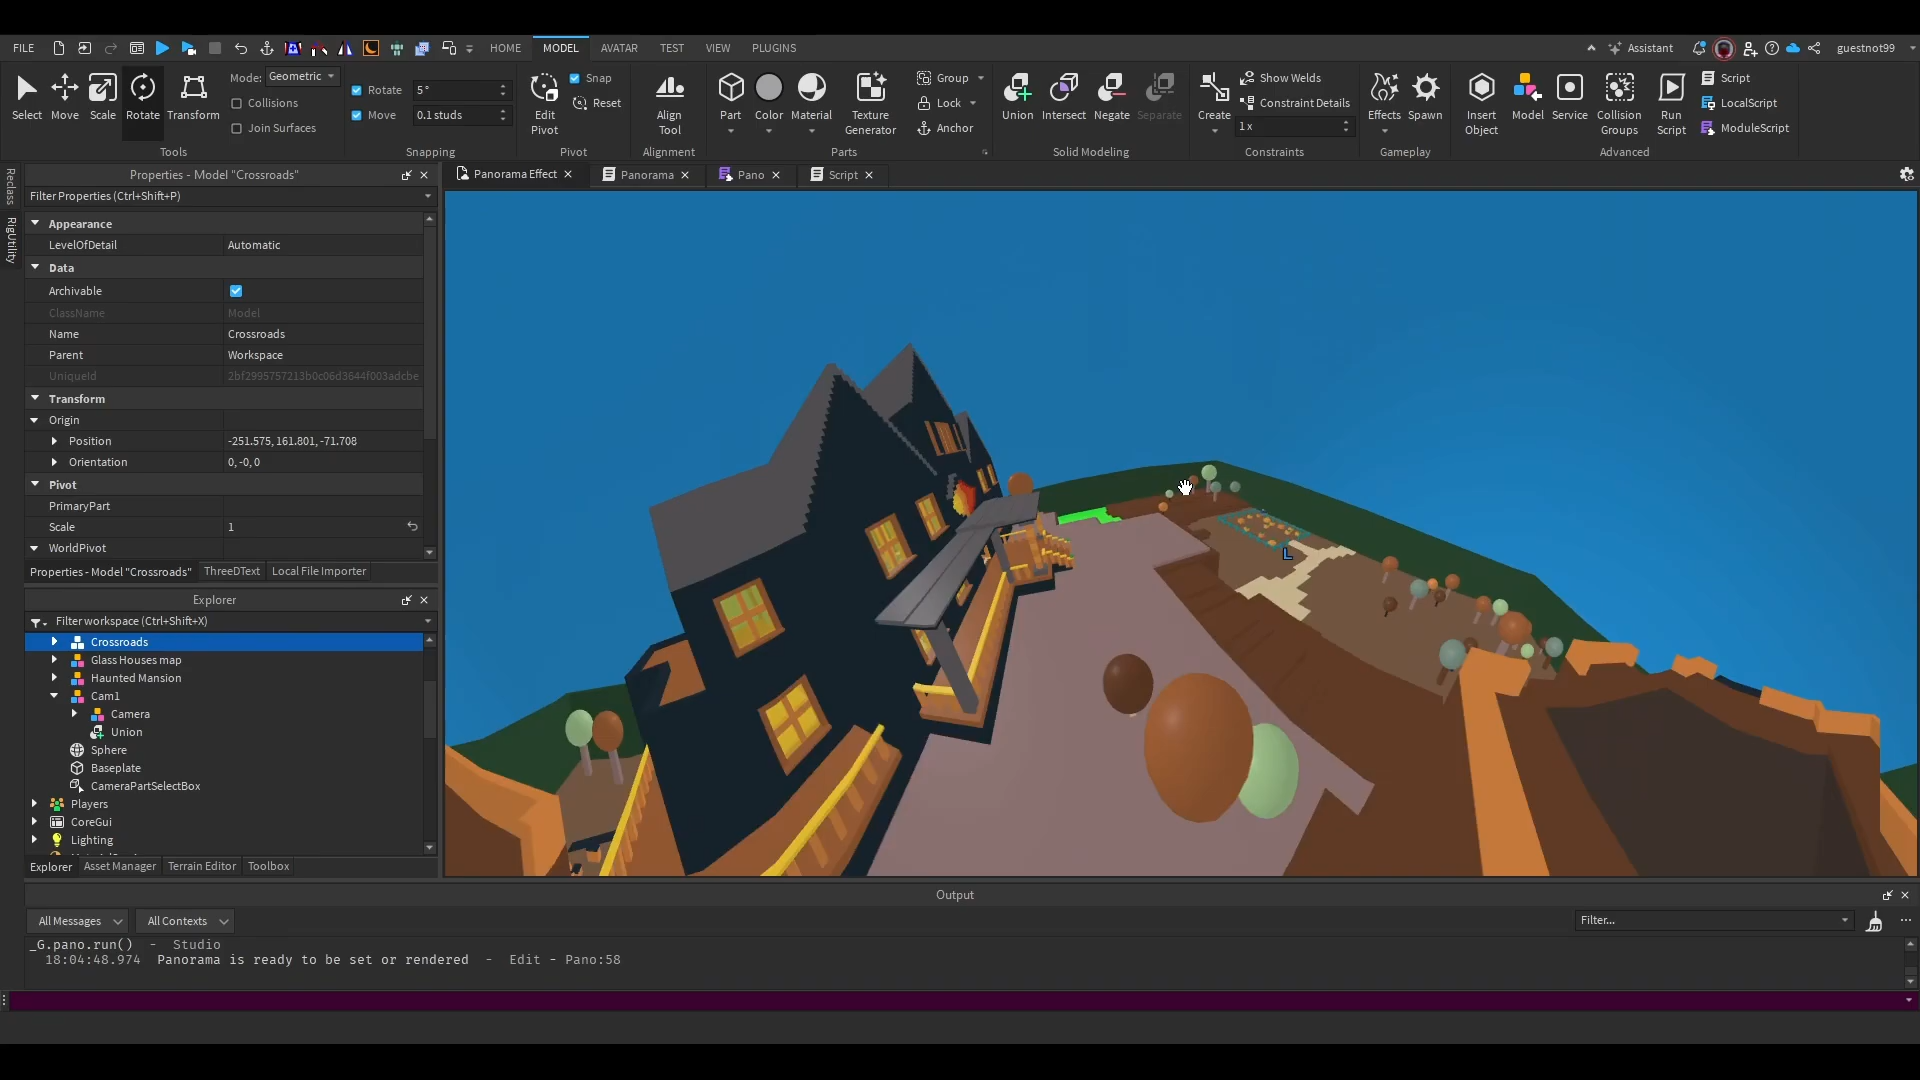 FILE
HOME
MODEL
AVATAR
TEST
VIEW
PLUGINS
Assistant
guestnot99
Select
Move
Scale
Rotate
Transform
Mode: Geometric
Collisions
Join Surfaces
Tools
Rotate 5°
Move 0.1 studs
Snapping
Edit
Pivot
Snap
Reset
Pivot
Align
Tool
Alignment
Part
Color
Material
Texture
Generator
Group
Lock
Anchor
Parts
Union
Intersect
Negate
Separate
Solid Modeling
Create
Show Welds
Constraint Details
1 x
Constraints
Effects
Spawn
Gameplay
Insert
Object
Model
Service
Collision
Groups
Run
Script
Script
LocalScript
ModuleScript
Advanced
Reclass
RigUtility
Properties - Model "Crossroads"
Filter Properties (Ctrl+Shift+P)
Appearance
LevelOfDetail Automatic
Data
Archivable
ClassName Model
Name Crossroads
Parent Workspace
UniqueId 2bf2995757213b0c06d3644f003adcbe
Transform
Origin
Position -251.575, 161.801, -71.708
Orientation 0, -0, 0
Pivot
PrimaryPart
Scale 1
WorldPivot
Properties - Model "Crossroads" ThreeDText Local File Importer
Explorer
Filter workspace (Ctrl+Shift+X)
Crossroads
Glass Houses map
Haunted Mansion
Cam1
Camera
Union
Sphere
Baseplate
CameraPartSelectBox
Players
CoreGui
Lighting
Explorer Asset Manager Terrain Editor Toolbox
Panorama Effect
Panorama
Pano
Script
L
Output
All Messages
All Contexts
Filter...
_G.pano.run() - Studio
18:04:48.974 Panorama is ready to be set or rendered - Edit - Pano:58